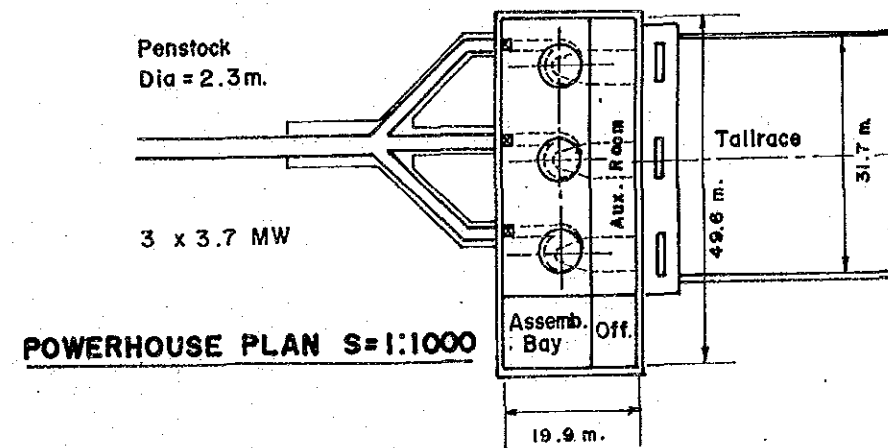 Penstock
Dia = 2.3m.
3 x 3.7 MW
POWERHOUSE PLAN S=1:1000
Assemb.
Bay
Off.
Aux. Room
Tailrace
49.6 m.
31.7 m.
19.9 m.